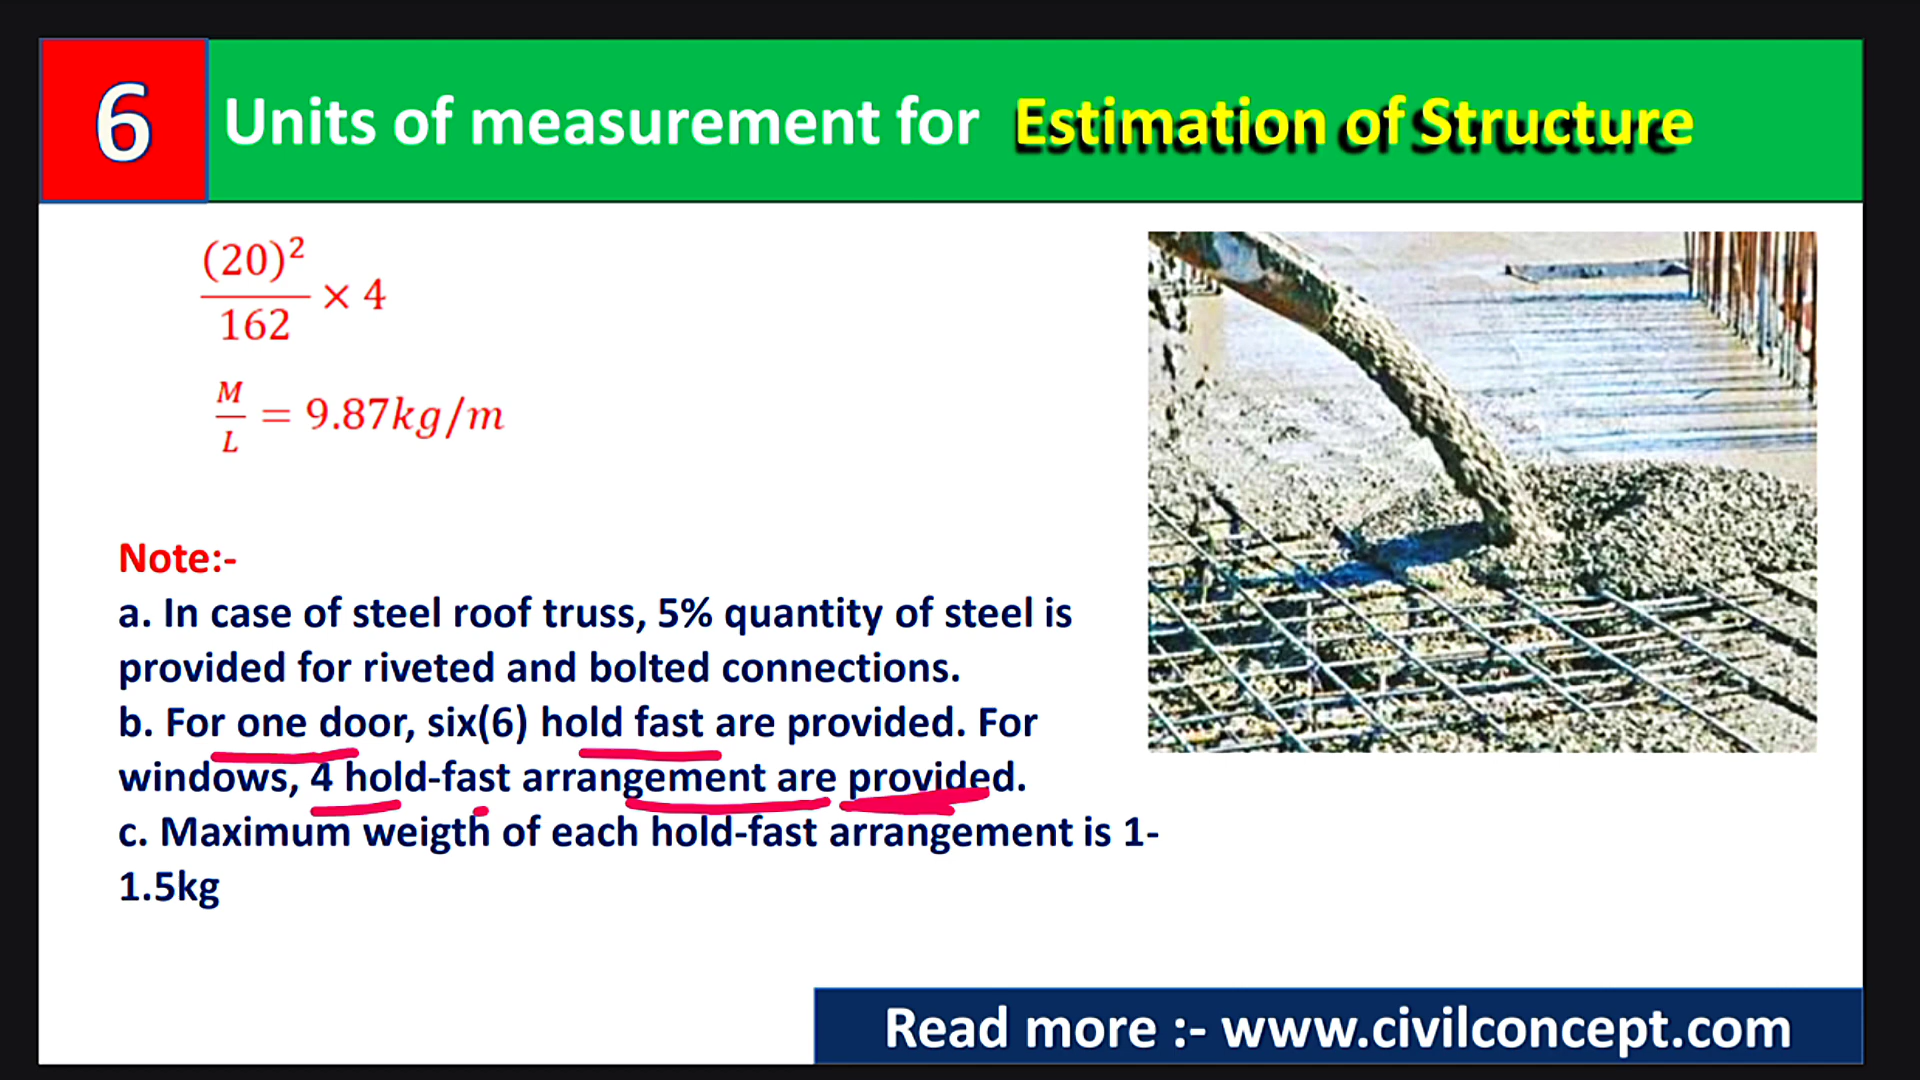 6
Units of measurement for Estimation of Structure
(20)²
162
× 4
M
L
= 9.87kg/m
Note:-
a. In case of steel roof truss, 5% quantity of steel is
provided for riveted and bolted connections.
b. For one door, six(6) hold fast are provided. For
windows, 4 hold-fast arrangement are provided.
c. Maximum weigth of each hold-fast arrangement is 1-
1.5kg
Read more :- www.civilconcept.com